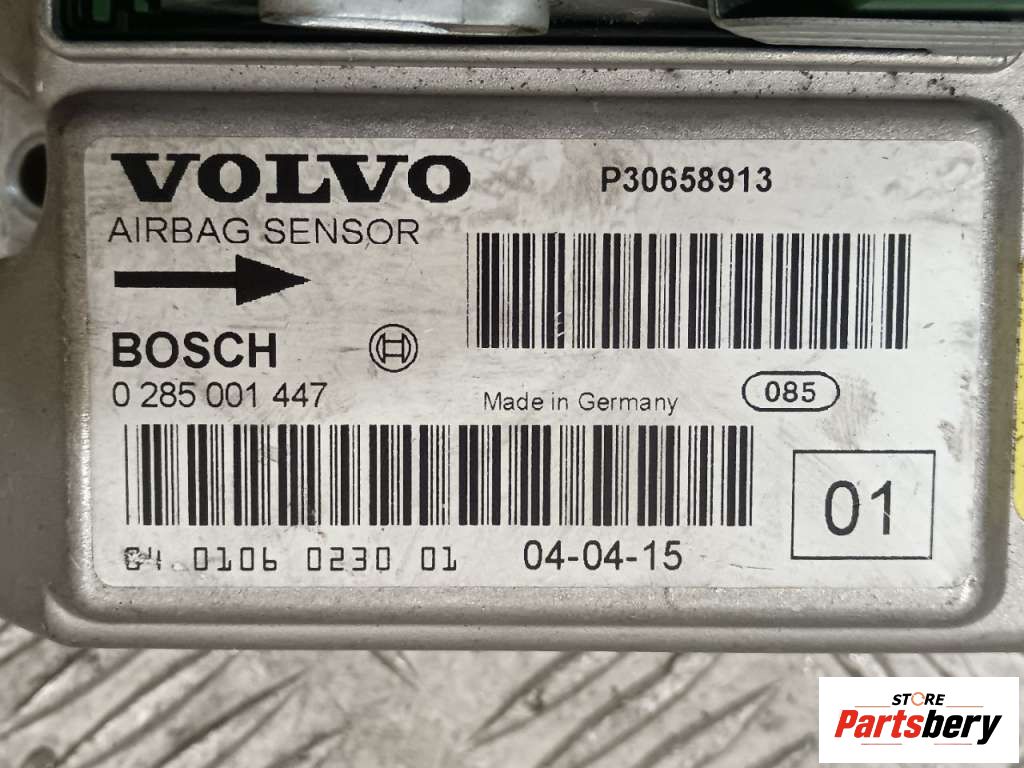 VOLVO
P30658913
AIRBAG SENSOR
BOSCH
0 285 001 447
Made in Germany
085
01
0106 0230 01
04-04-15
STORE
Partsbery